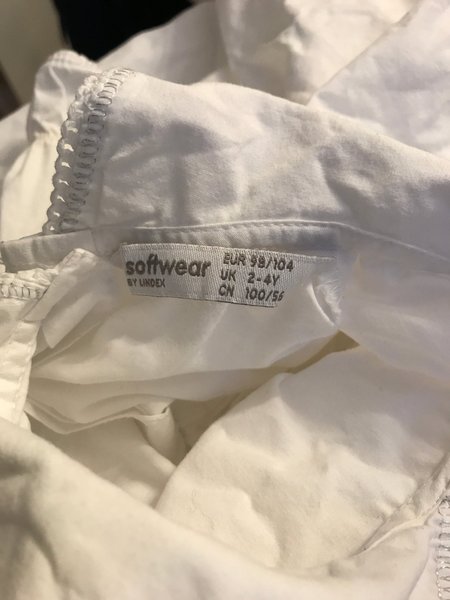 softwear
BY LINDEX
EUR 98/104
UK 2-4Y
CN 100/56